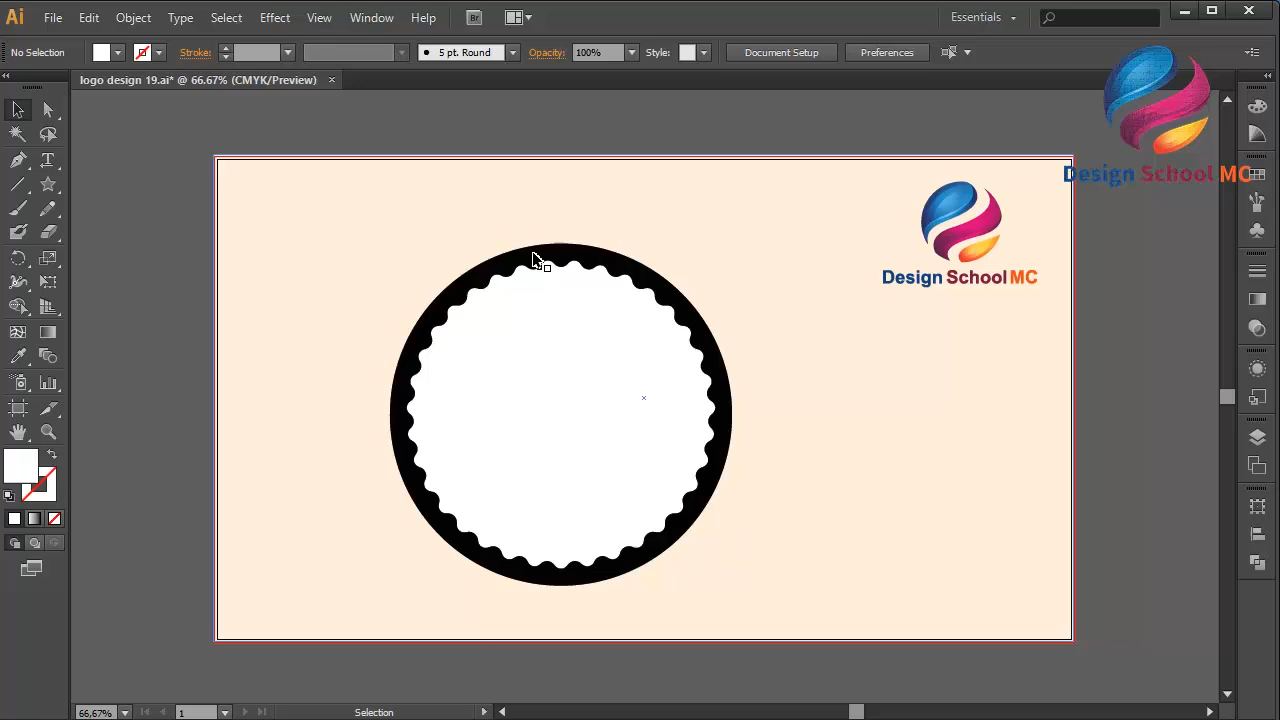 Ai File Edit Object Type Select Effect View Window Help Br Essentials
No Selection Stroke: 5 pt. Round Opacity: 100% Style: Document Setup Preferences
logo design 19.ai* @ 66.67% (CMYK/Preview) ×
Design School MC
Design School MC
66,67% 1 Selection